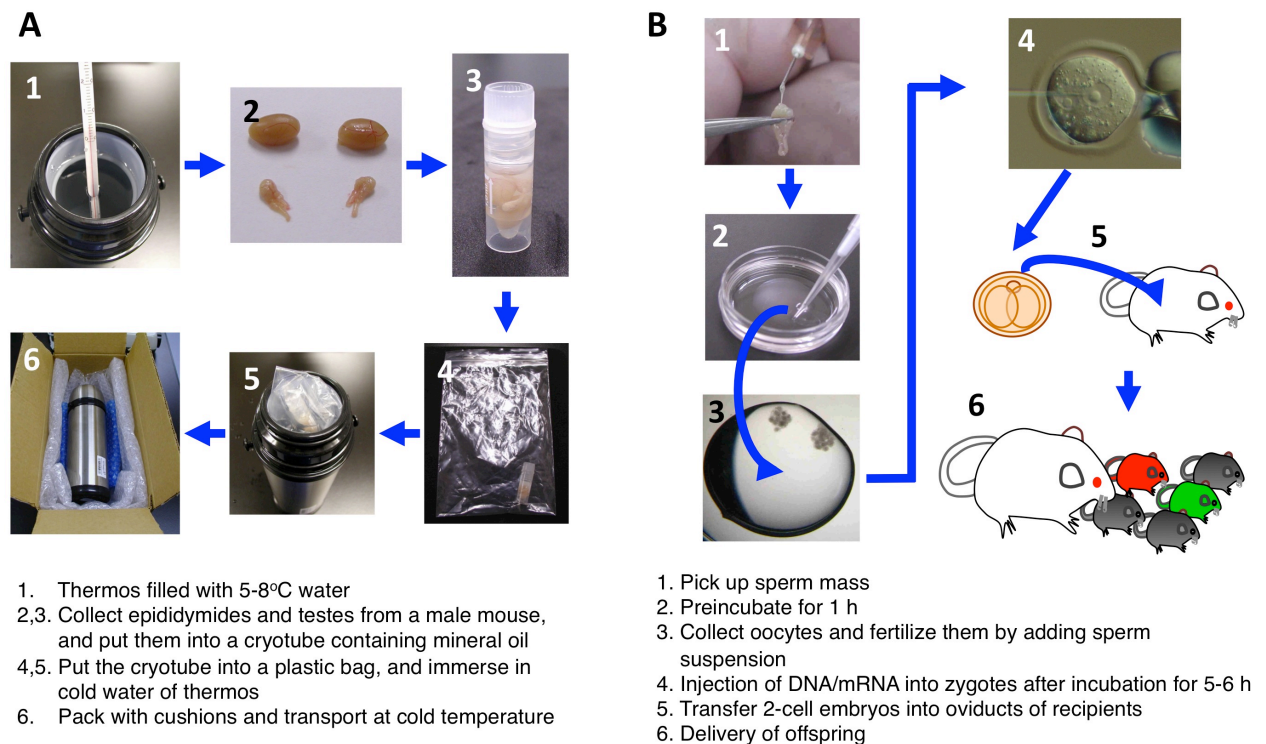 A
B
1
2
3
4
5
6
1
2
3
4
5
6
1. Thermos filled with 5-8ºC water
2,3. Collect epididymides and testes from a male mouse,
and put them into a cryotube containing mineral oil
4,5. Put the cryotube into a plastic bag, and immerse in
cold water of thermos
6. Pack with cushions and transport at cold temperature
1. Pick up sperm mass
2. Preincubate for 1 h
3. Collect oocytes and fertilize them by adding sperm
suspension
4. Injection of DNA/mRNA into zygotes after incubation for 5-6 h
5. Transfer 2-cell embryos into oviducts of recipients
6. Delivery of offspring